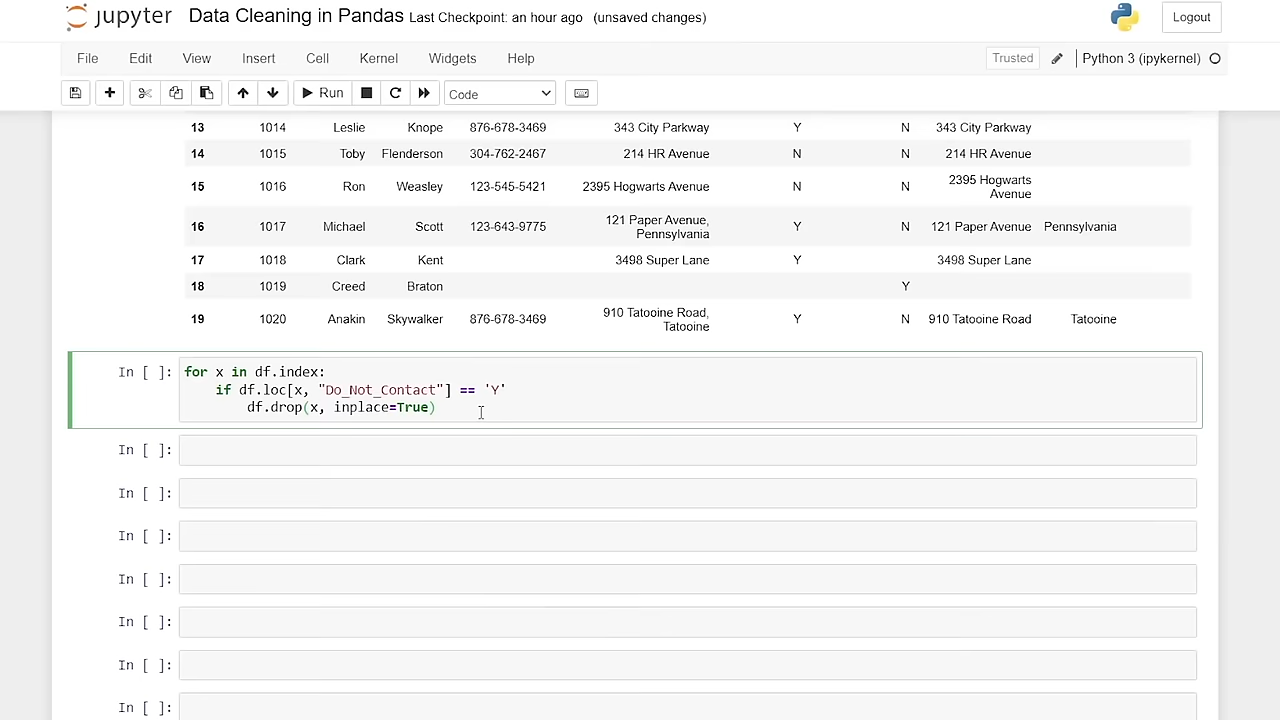 jupyter Data Cleaning in Pandas Last Checkpoint: an hour ago (unsaved changes) Logout
File Edit View Insert Cell Kernel Widgets Help Trusted Python 3 (ipykernel)
Run Code
13 1014 Leslie Knope 876-678-3469 343 City Parkway Y N 343 City Parkway
14 1015 Toby Flenderson 304-762-2467 214 HR Avenue N N 214 HR Avenue
15 1016 Ron Weasley 123-545-5421 2395 Hogwarts Avenue N N 2395 Hogwarts
Avenue
16 1017 Michael Scott 123-643-9775 121 Paper Avenue,
Pennsylvania Y N 121 Paper Avenue Pennsylvania
17 1018 Clark Kent 3498 Super Lane Y 3498 Super Lane
18 1019 Creed Braton Y
19 1020 Anakin Skywalker 876-678-3469 910 Tatooine Road,
Tatooine Y N 910 Tatooine Road Tatooine
In [ ]: for x in df.index:
if df.loc[x, "Do_Not_Contact"] == 'Y'
df.drop(x, inplace=True)
In [ ]:
In [ ]:
In [ ]:
In [ ]:
In [ ]:
In [ ]:
In [ ]: